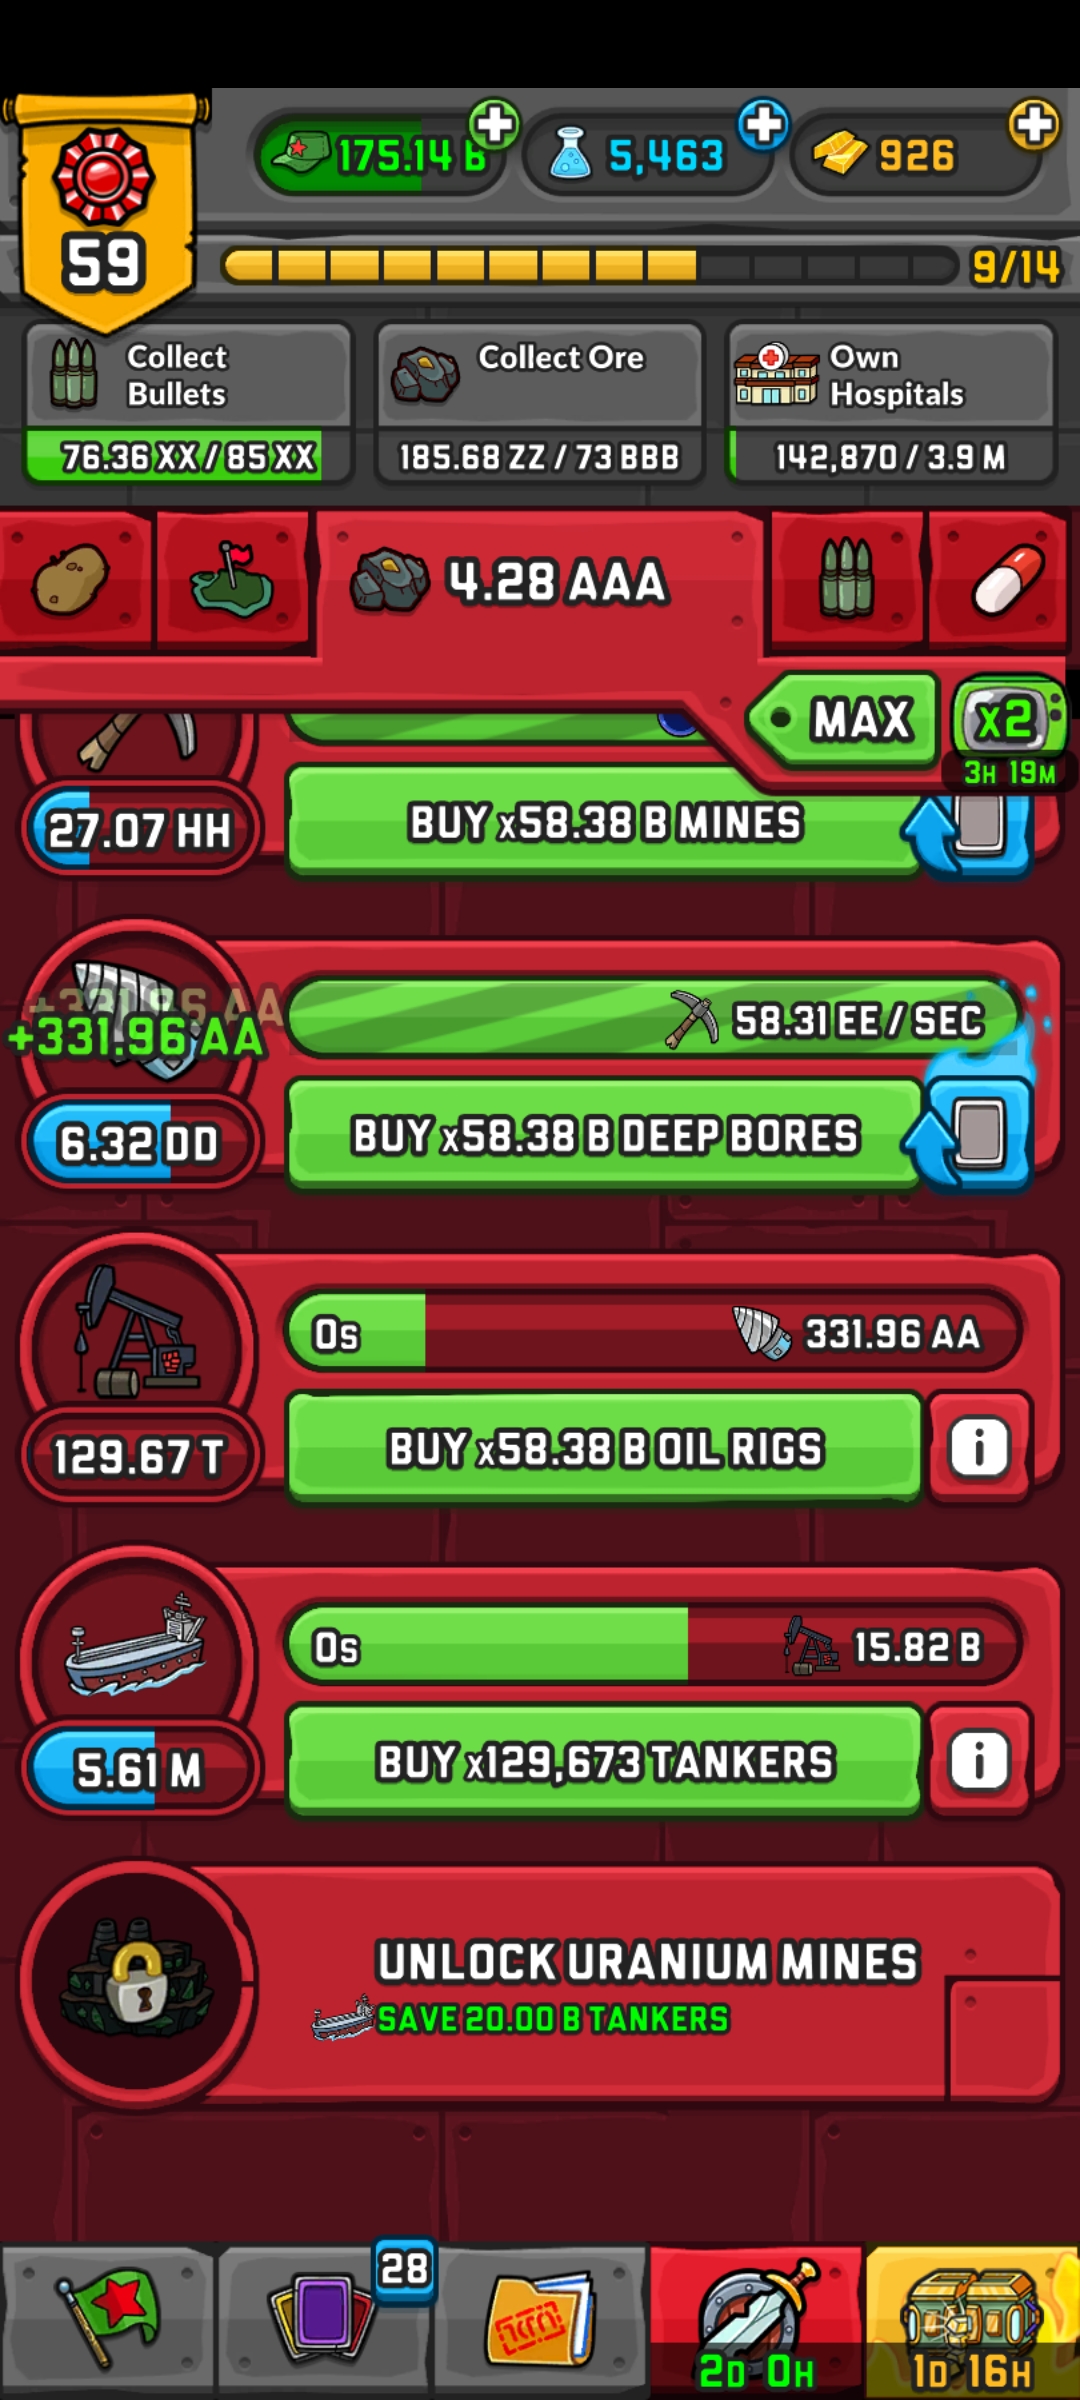 175.14 B
5,463
926
59
9/14
Collect
Bullets
76.36 XX / 85 XX
Collect Ore
185.68 ZZ / 73 BBB
Own
Hospitals
142,870 / 3.9 M
4.28 AAA
MAX
x2
3H 19M
27.07 HH
BUY x58.38 B MINES
+331.96 AA
+331.96 AA
58.31 EE / SEC
6.32 DD
BUY x58.38 B DEEP BORES
0s
331.96 AA
129.67 T
BUY x58.38 B OIL RIGS
i
0s
15.82 B
5.61 M
BUY x129,673 TANKERS
i
UNLOCK URANIUM MINES
SAVE 20.00 B TANKERS
28
2D 0H
1D 16H